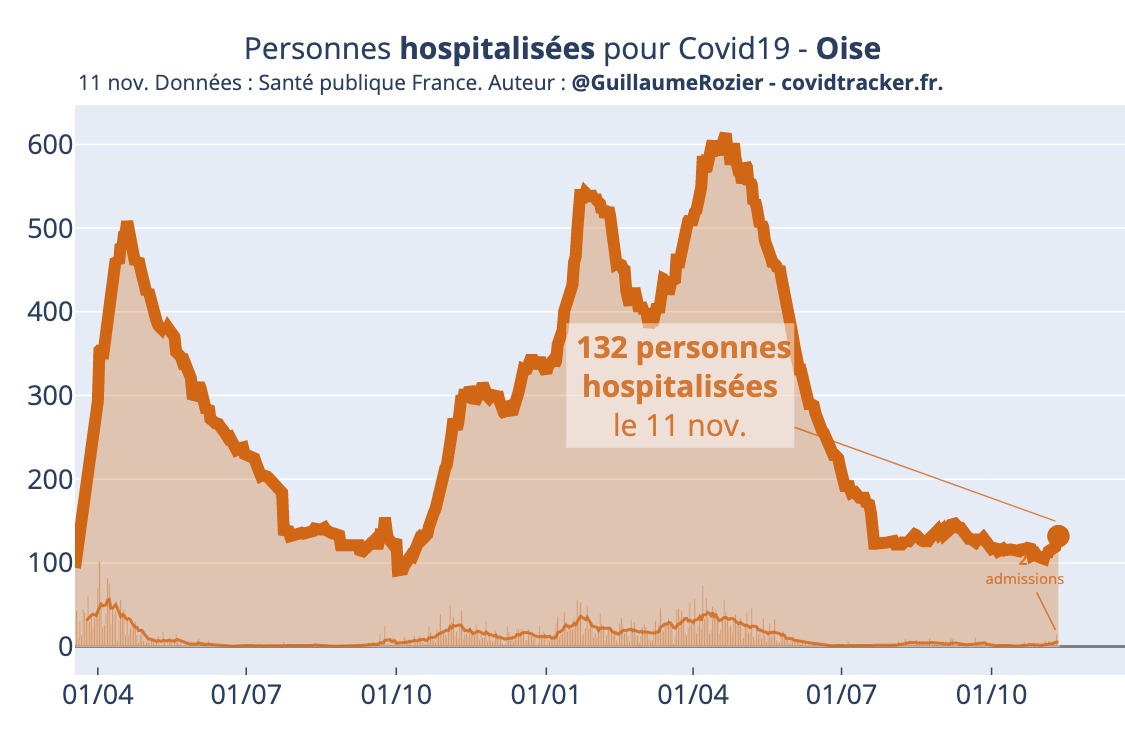 Personnes hospitalisées pour Covid19 - Oise
11 nov. Données : Santé publique France. Auteur : @GuillaumeRozier - covidtracker.fr.
600
500
400
300
200
100
0
132 personnes
hospitalisées
le 11 nov.
admissions
01/04
01/07
01/10
01/01
01/04
01/07
01/10